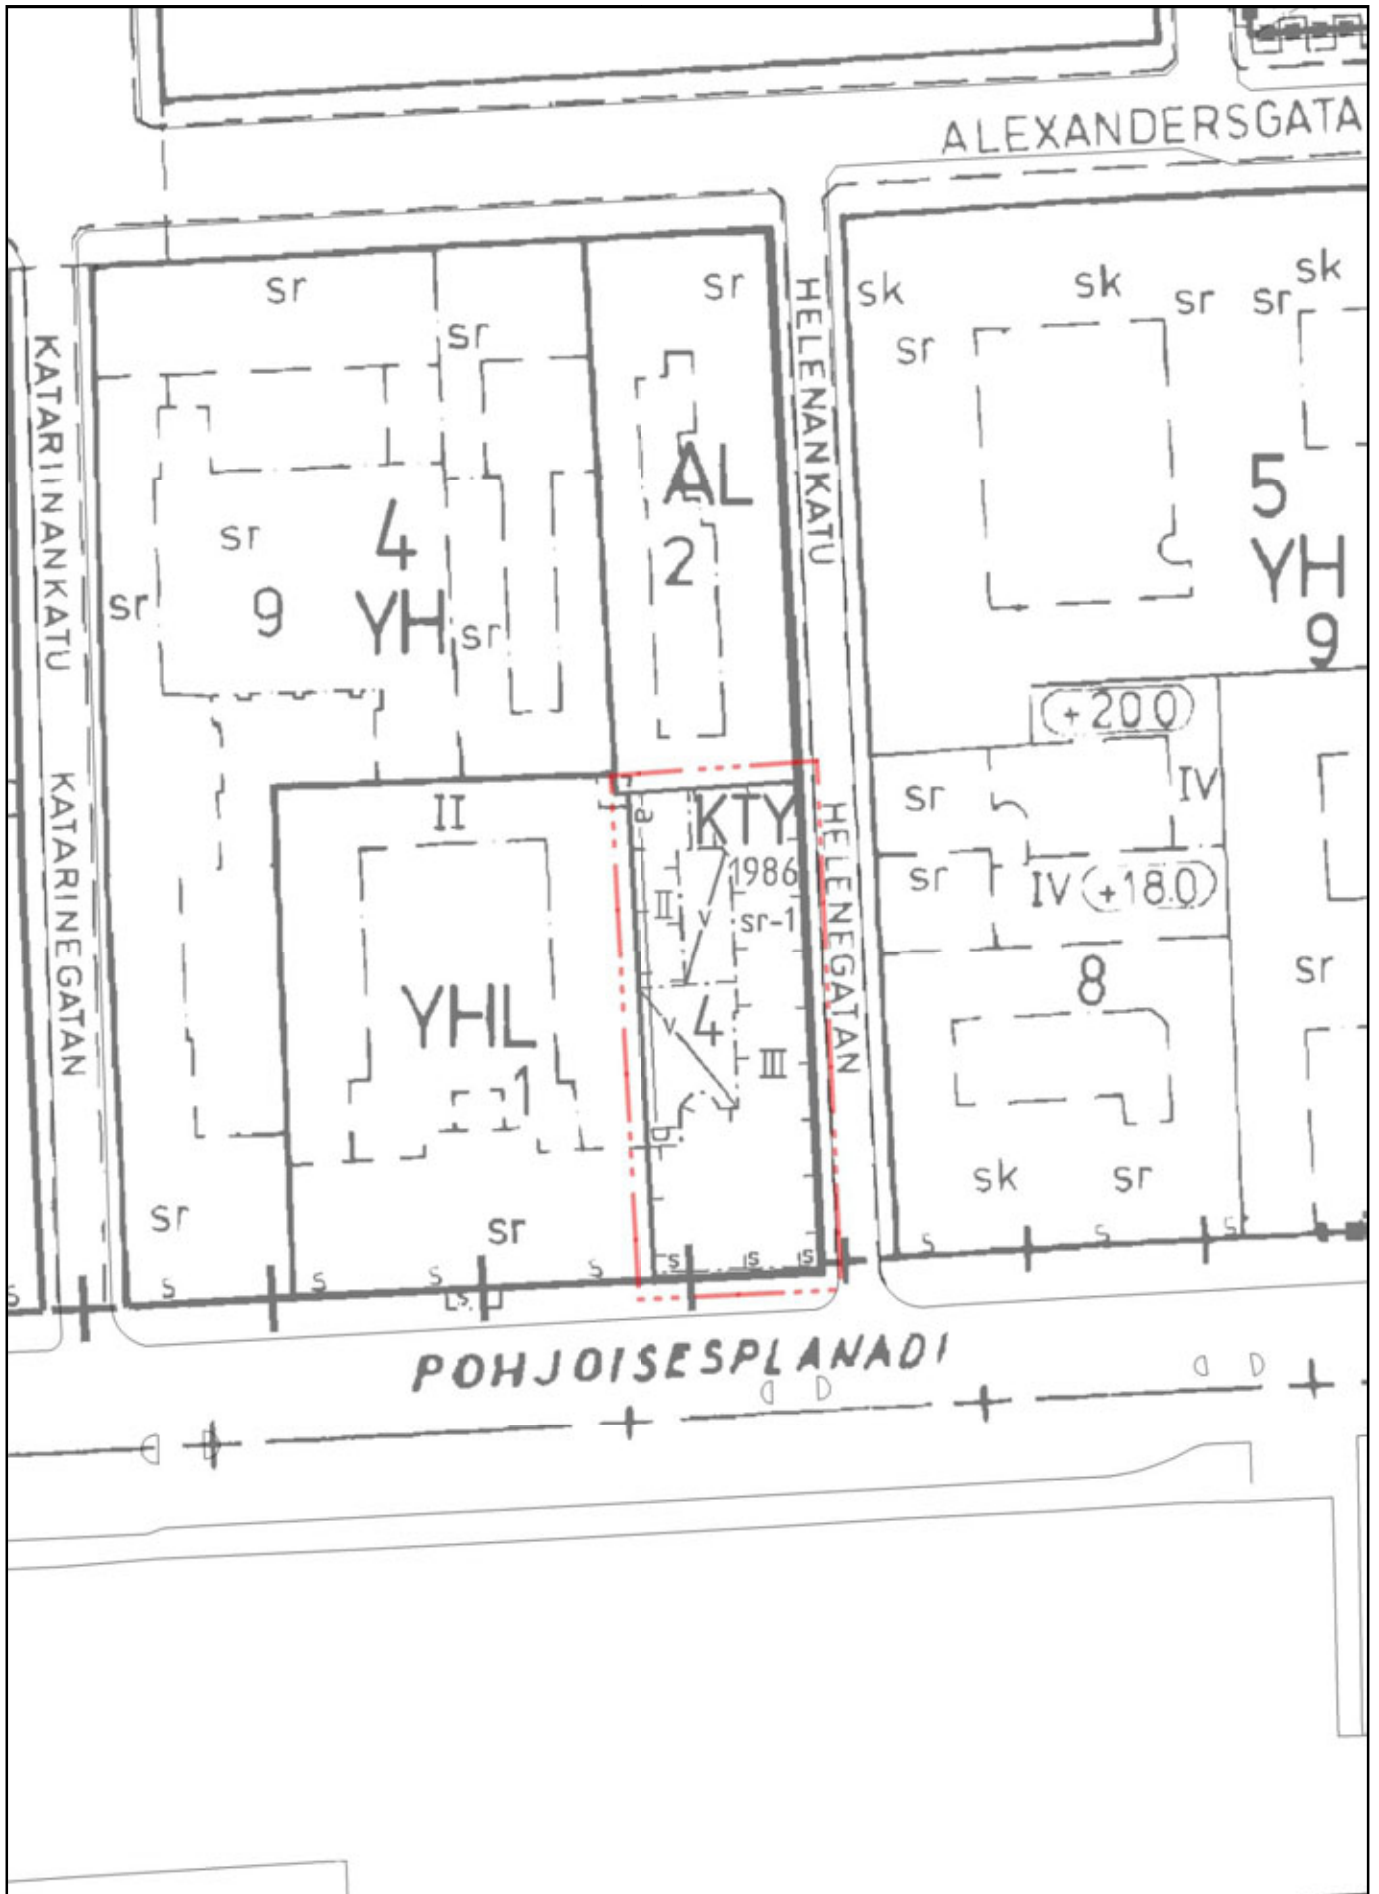 ALEXANDERSGATA
sr
sr
sr
sk
sk
sk
sr
sr
sr
KATARIINANKATU
HELENANKATU
AL
2
5
YH
9
sr
4
YH
9
sr
sr
+20.0
II
a
KTY
1986
sr-1
II
v
sr
IV
sr
IV
+18.0
KATARINEGATAN
HELENEGATAN
YHL
1
v
4
III
b
8
sr
sk
sr
sr
sr
s
s
s
s
s
s
s
s
s
s
s
s
POHJOISESPLANADI